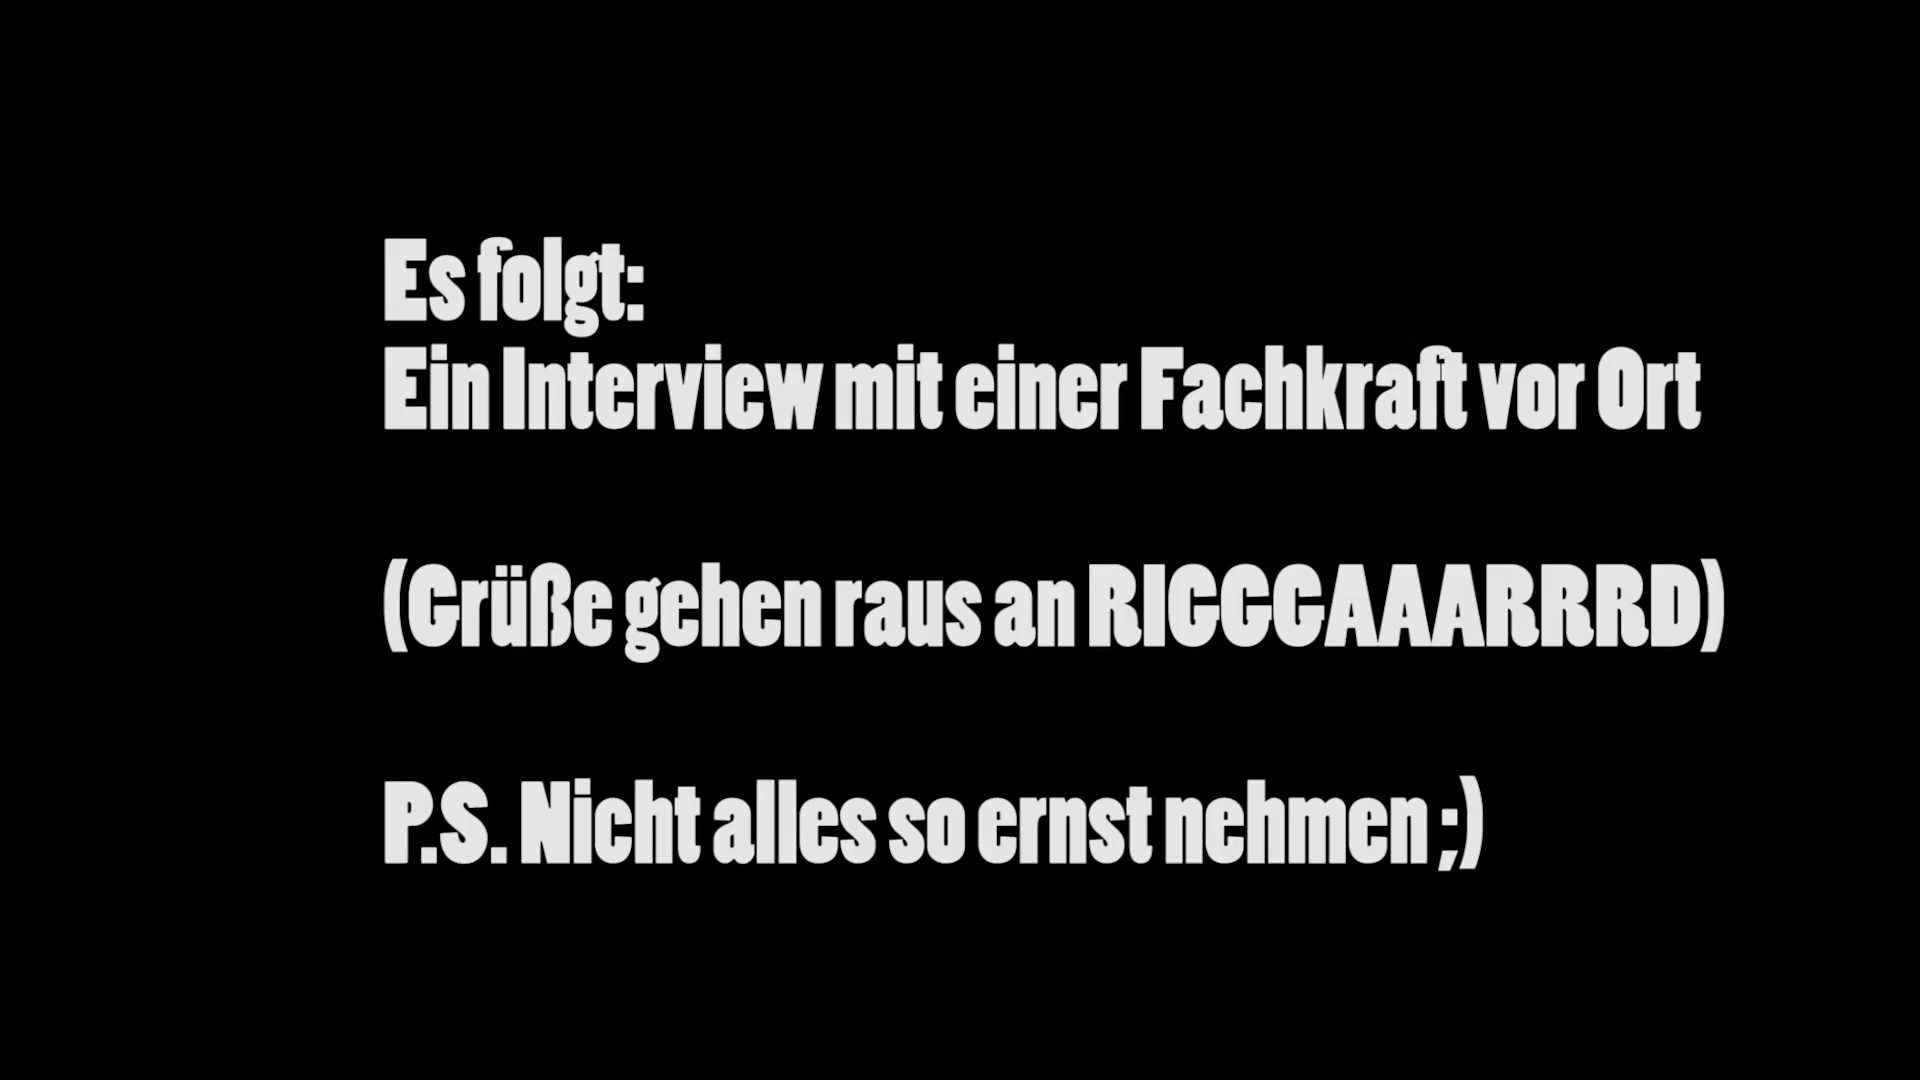 Es folgt:
Ein Interview mit einer Fachkraft vor Ort
(Grüße gehen raus an RIGGGAAARRRD)
P.S. Nicht alles so ernst nehmen ;)